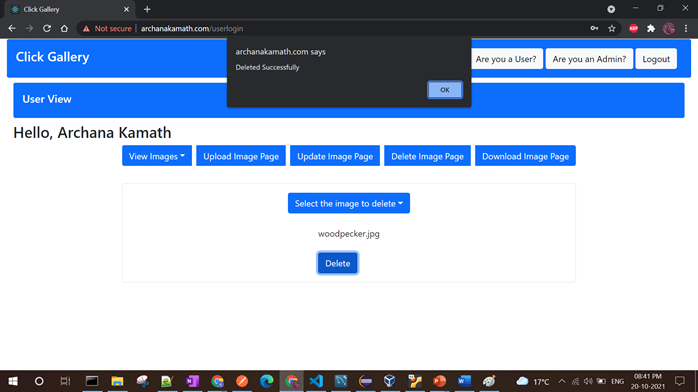 Click Gallery
Not secure | archanakamath.com/userlogin
ABP
archanakamath.com says
Deleted Successfully
OK
Click Gallery
Are you a User?
Are you an Admin?
Logout
User View
Hello, Archana Kamath
View Images
Upload Image Page
Update Image Page
Delete Image Page
Download Image Page
Select the image to delete
woodpecker.jpg
Delete
17°C
ENG
08:41 PM
20-10-2021